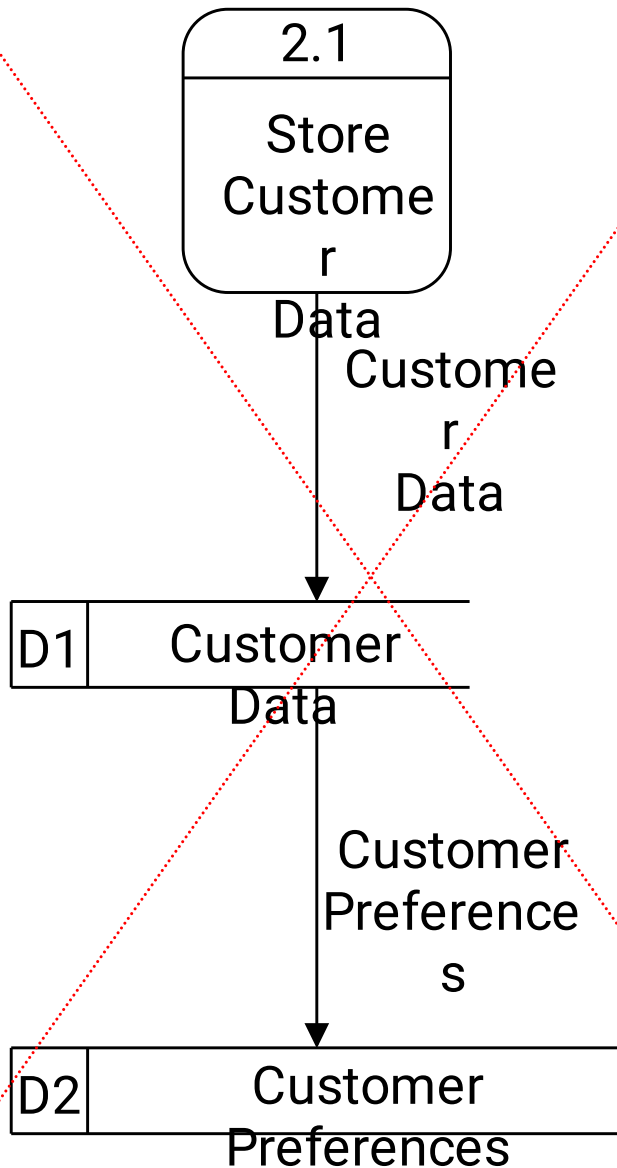 2.1
Store
Custome
r
Data
Custome
r
Data
D1
Customer
Data
Customer
Preference
s
D2
Customer
Preferences